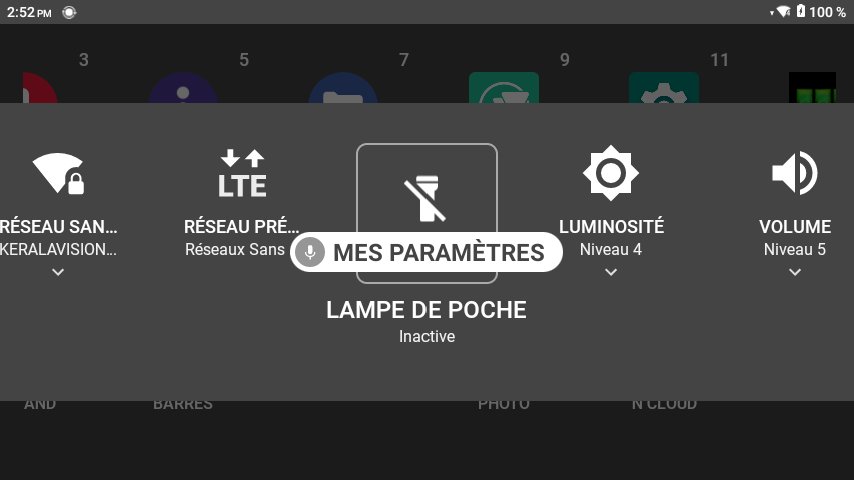 2:52 PM 100 %
3 5 7 9 11
LTE
RÉSEAU SAN… RÉSEAU PRÉ… LUMINOSITÉ VOLUME
KERALAVISION… Réseaux Sans Niveau 4 Niveau 5
MES PARAMÈTRES
LAMPE DE POCHE
Inactive
AND BARRES PHOTO N CLOUD